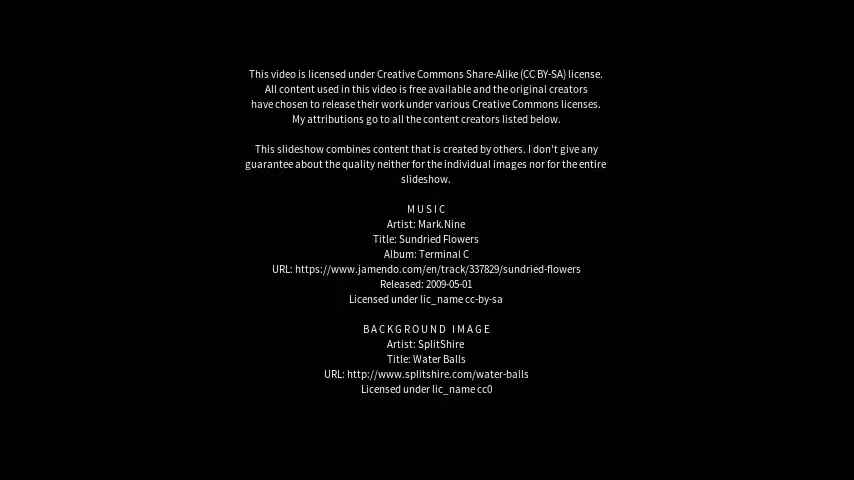 This video is licensed under Creative Commons Share-Alike (CC BY-SA) license.
All content used in this video is free available and the original creators
have chosen to release their work under various Creative Commons licenses.
My attributions go to all the content creators listed below.
This slideshow combines content that is created by others. I don't give any
guarantee about the quality neither for the individual images nor for the entire
slideshow.
MUSIC
Artist: Mark.Nine
Title: Sundried Flowers
Album: Terminal C
URL: https://www.jamendo.com/en/track/337829/sundried-flowers
Released: 2009-05-01
Licensed under lic_name cc-by-sa
BACKGROUND IMAGE
Artist: SplitShire
Title: Water Balls
URL: http://www.splitshire.com/water-balls
Licensed under lic_name cc0